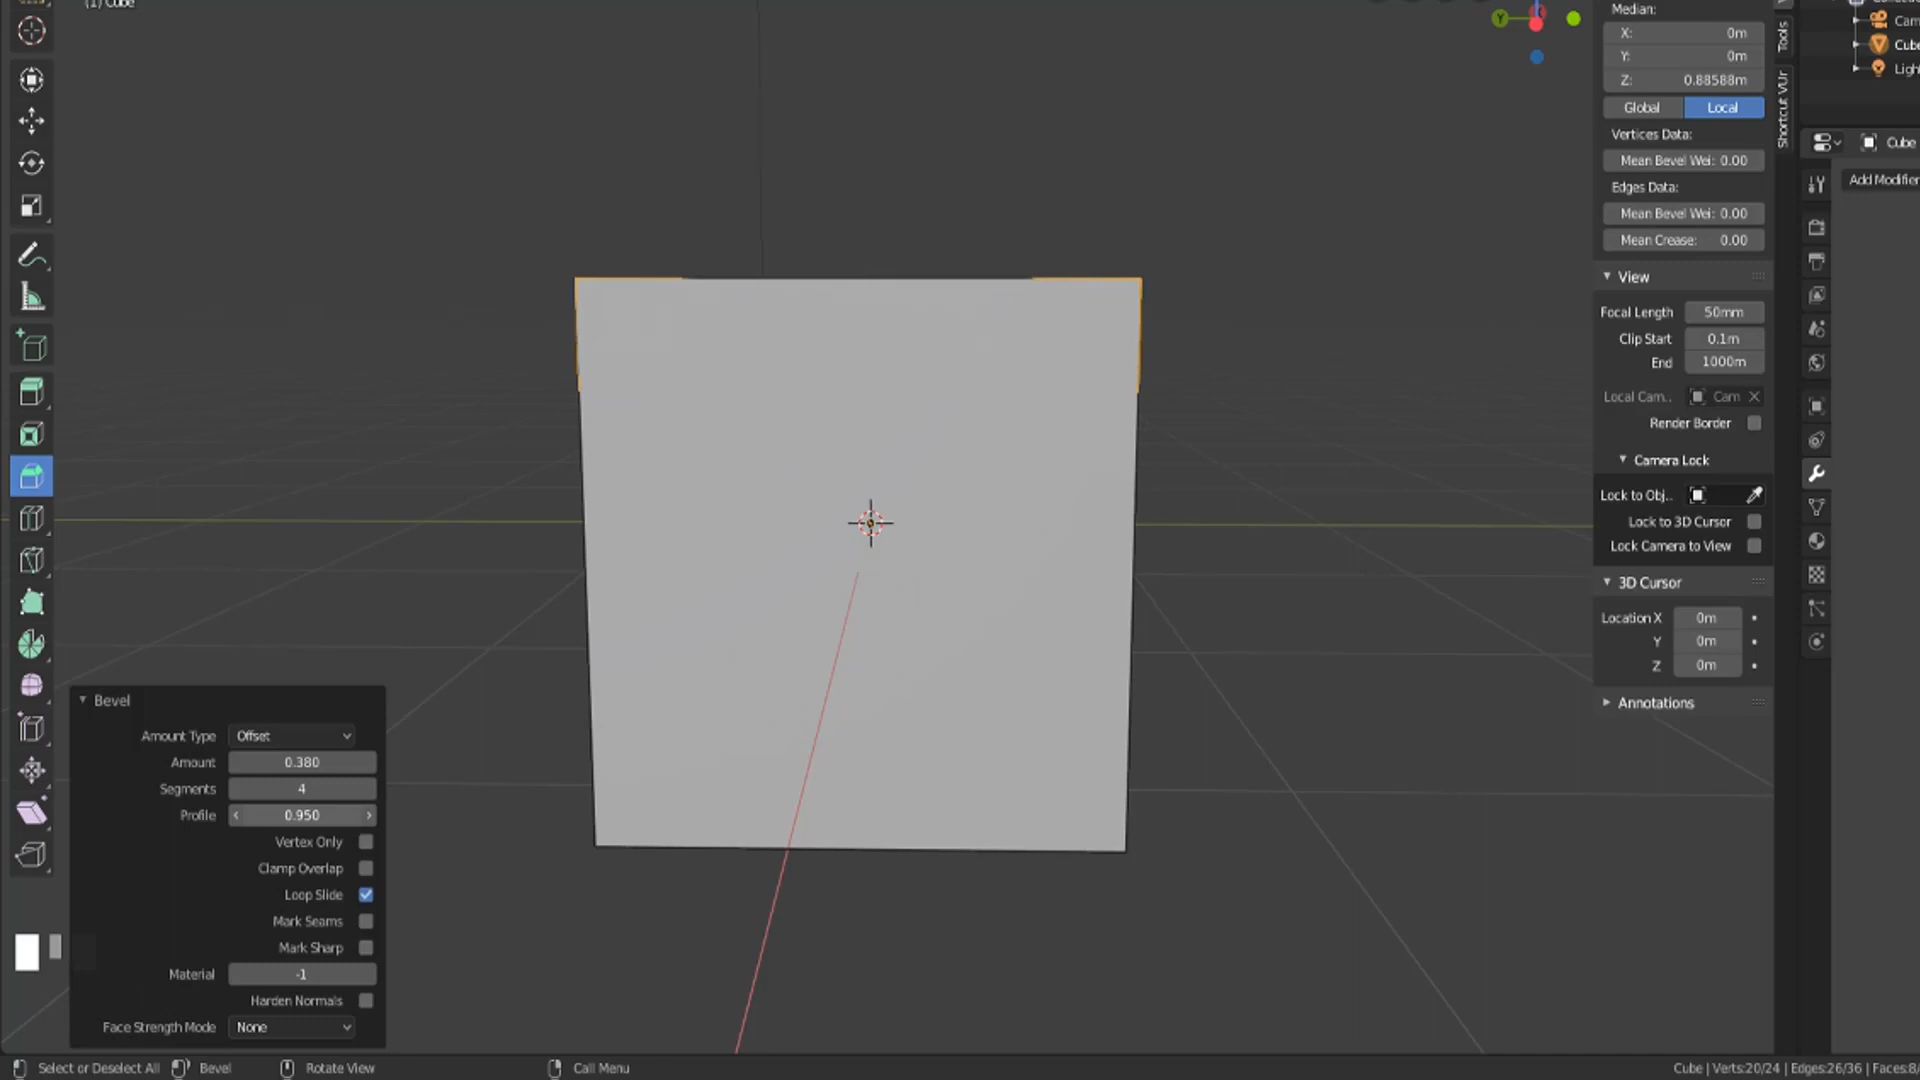 (1) Cube
Y
Median:
X: 0m
Y: 0m
Z: 0.88588m
Global Local
Vertices Data:
Mean Bevel Wei: 0.00
Edges Data:
Mean Bevel Wei: 0.00
Mean Crease: 0.00
View
Focal Length 50mm
Clip Start 0.1m
End 1000m
Local Cam.. Cam
Render Border
Camera Lock
Lock to Obj..
Lock to 3D Cursor
Lock Camera to View
3D Cursor
Location X 0m
Y 0m
Z 0m
Annotations
Tools
Shortcut VUr
Cam
Cube
Ligh
Cube
Add Modifier
Bevel
Amount Type Offset
Amount 0.380
Segments 4
Profile 0.950
Vertex Only
Clamp Overlap
Loop Slide
Mark Seams
Mark Sharp
Material -1
Harden Normals
Face Strength Mode None
Select or Deselect All Bevel Rotate View Call Menu
Cube | Verts:20/24 | Edges:26/36 | Faces:8/